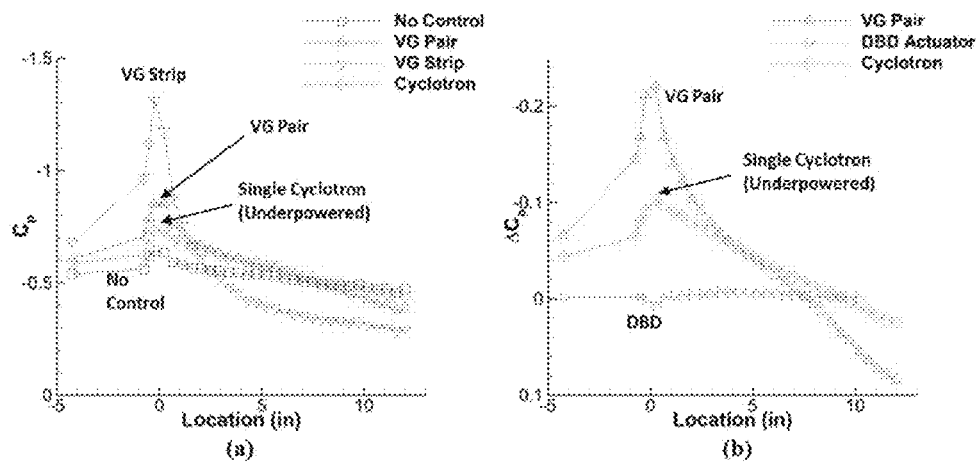 No Control
VG Pair
VG Strip
Cyclotron
-1.5
-1
-0.5
0
Cp
VG Strip
VG Pair
Single Cyclotron
(Underpowered)
No
Control
-5
0
5
10
Location (in)
(a)
VG Pair
DBD Actuator
Cyclotron
-0.2
-0.1
0
0.1
ΔCp
VG Pair
Single Cyclotron
(Underpowered)
DBD
-5
0
5
10
Location (in)
(b)